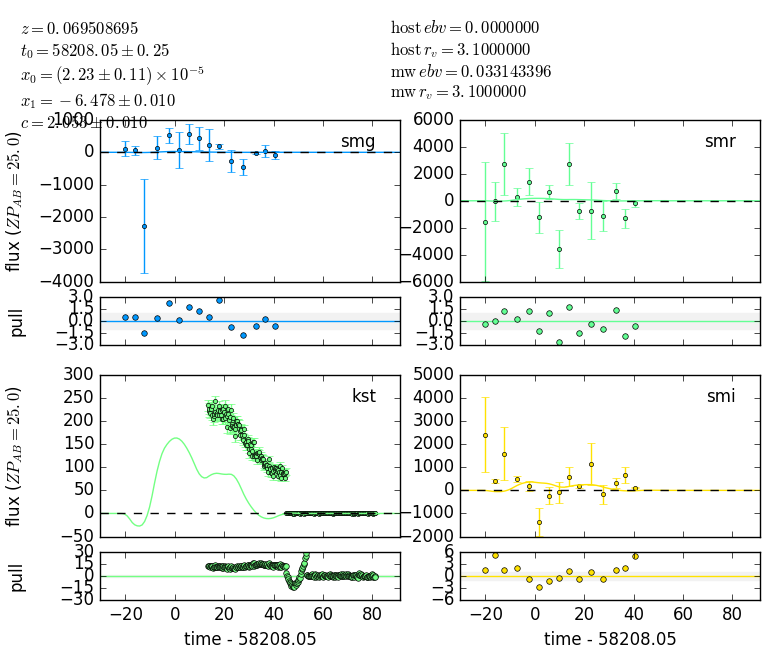 z = 0.069508695
t₀ = 58208.05 ± 0.25
x₀ = (2.23 ± 0.11) × 10⁻⁵
x₁ = −6.478 ± 0.010
c = 2.053 ± 0.010
host ebv = 0.0000000
host r_v = 3.1000000
mw ebv = 0.033143396
mw r_v = 3.1000000
flux (ZP_AB = 25.0)
1000
0
−1000
−2000
−3000
−4000
smg
6000
4000
2000
0
−2000
−4000
−6000
smr
pull
3.0
1.5
0.0
−1.5
−3.0
3.0
1.5
0.0
−1.5
−3.0
flux (ZP_AB = 25.0)
300
250
200
150
100
50
0
−50
kst
5000
4000
3000
2000
1000
0
−1000
−2000
smi
pull
30
15
0
−15
−30
6
3
0
−3
−6
−20 0 20 40 60 80
−20 0 20 40 60 80
time - 58208.05
time - 58208.05